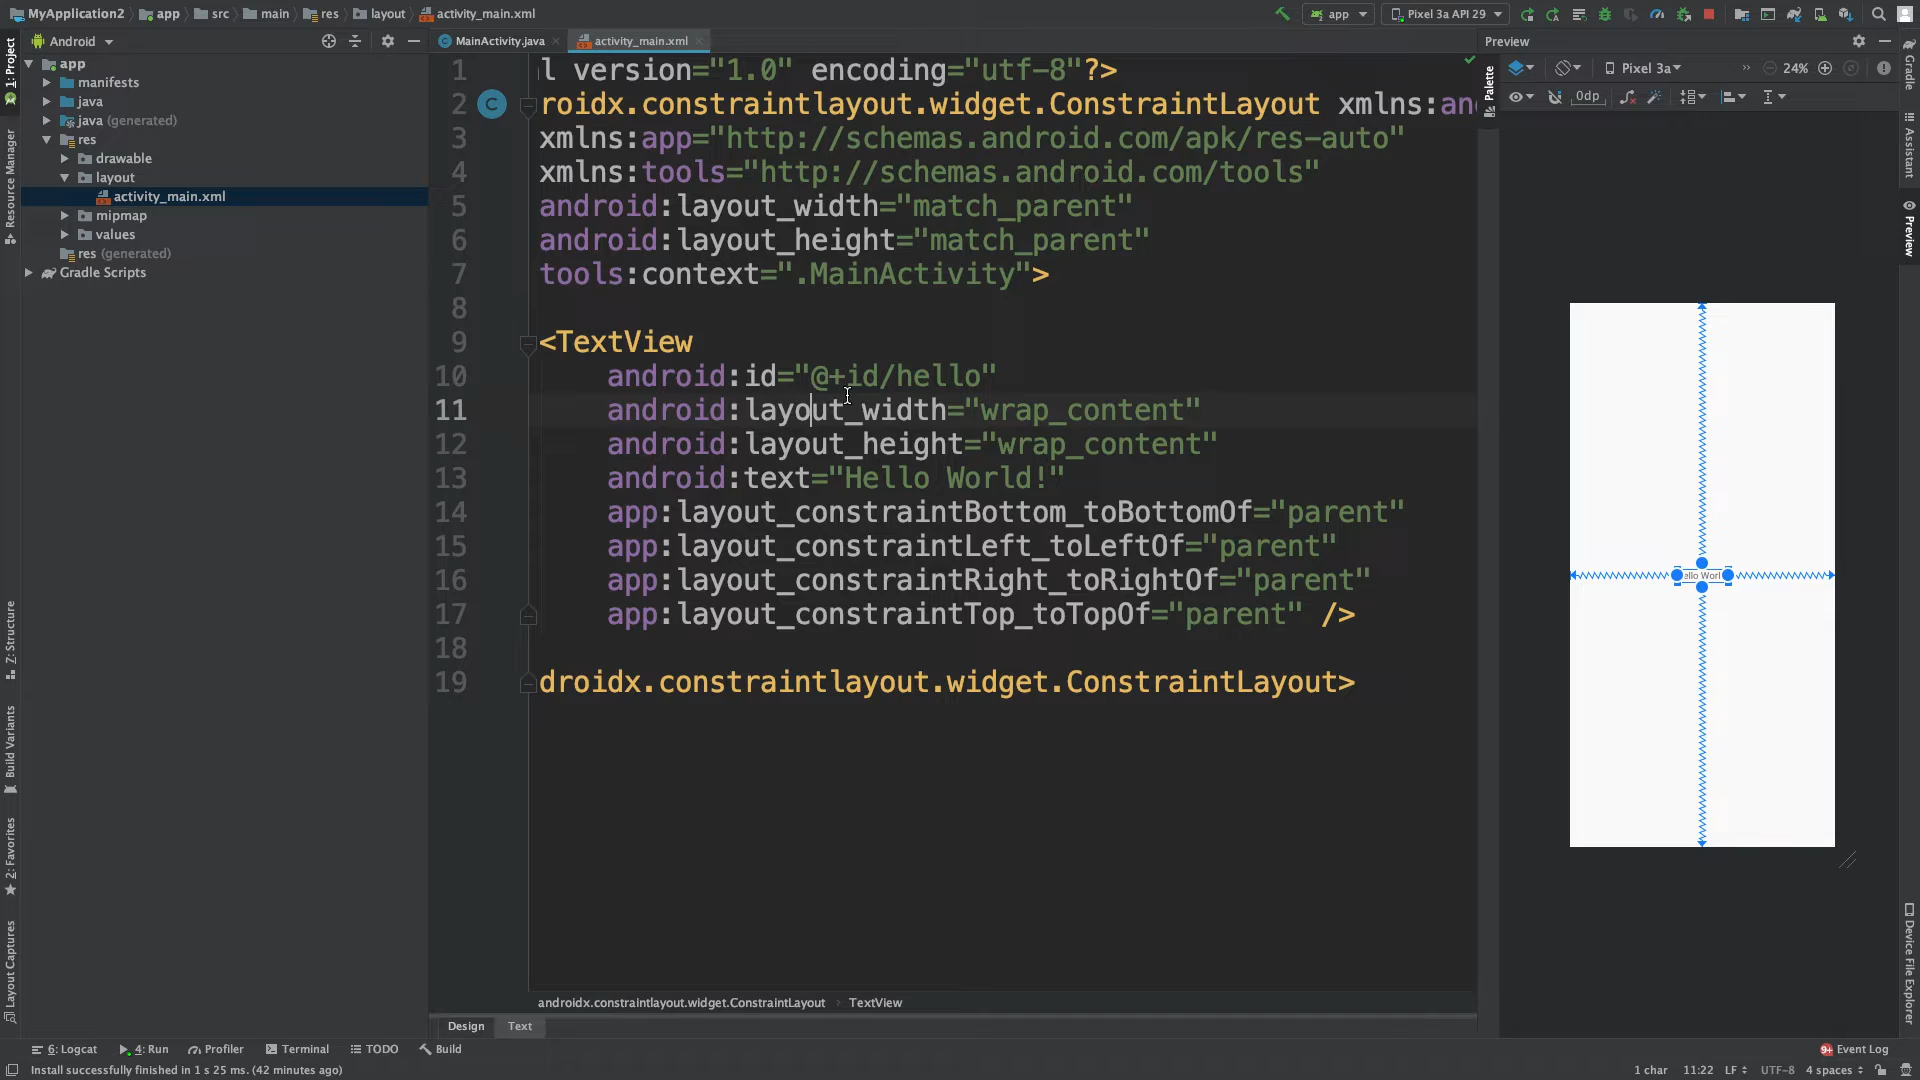 MyApplication2 app src main res layout activity_main.xml
app Pixel 3a API 29
1: Project
Resource Manager
Z: Structure
Build Variants
2: Favorites
Layout Captures
Android
app
manifests
java
java (generated)
res
drawable
layout
activity_main.xml
mipmap
values
res (generated)
Gradle Scripts
MainActivity.java activity_main.xml
1 l version="1.0" encoding="utf-8"?>
2 C roidx.constraintlayout.widget.ConstraintLayout xmlns:and
3 xmlns:app="http://schemas.android.com/apk/res-auto"
4 xmlns:tools="http://schemas.android.com/tools"
5 android:layout_width="match_parent"
6 android:layout_height="match_parent"
7 tools:context=".MainActivity">
8
9 <TextView
10 android:id="@+id/hello"
11 android:layout_width="wrap_content"
12 android:layout_height="wrap_content"
13 android:text="Hello World!"
14 app:layout_constraintBottom_toBottomOf="parent"
15 app:layout_constraintLeft_toLeftOf="parent"
16 app:layout_constraintRight_toRightOf="parent"
17 app:layout_constraintTop_toTopOf="parent" />
18
19 droidx.constraintlayout.widget.ConstraintLayout>
androidx.constraintlayout.widget.ConstraintLayout › TextView
Design Text
Preview
Palette
Pixel 3a » 24%
0dp
ello Worl
Gradle
Assistant
Preview
Device File Explorer
6: Logcat 4: Run Profiler Terminal TODO Build
9+ Event Log
Install successfully finished in 1 s 25 ms. (42 minutes ago)
1 char 11:22 LF UTF-8 4 spaces